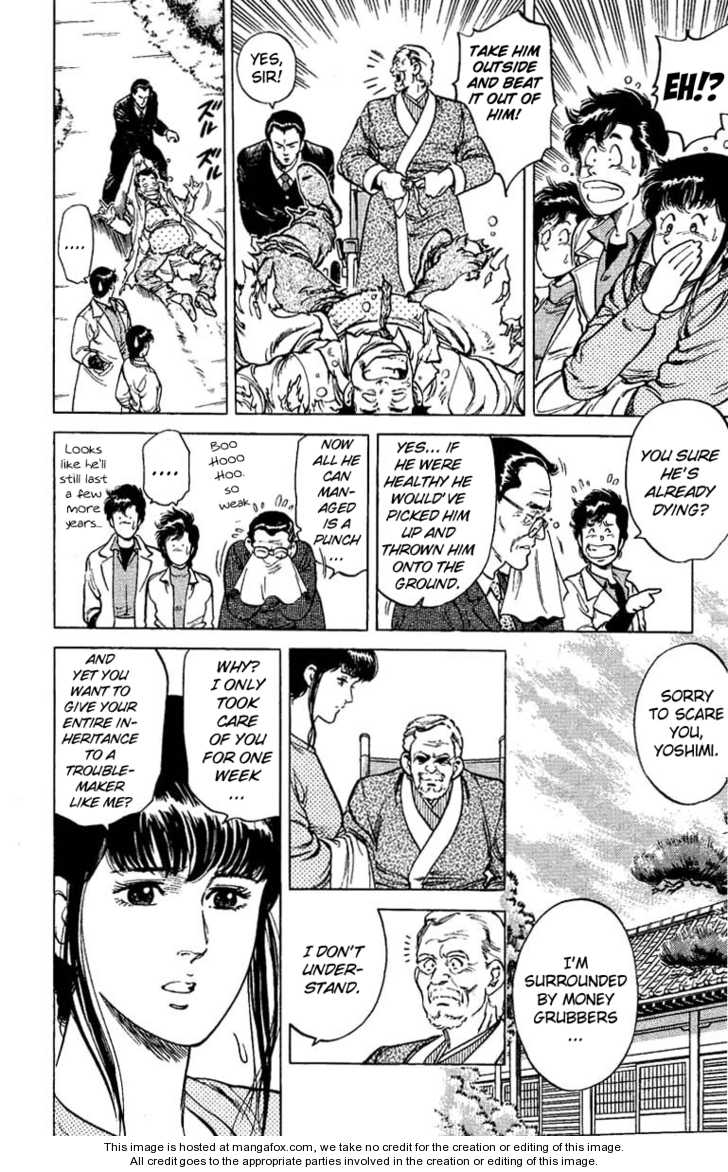 EH!?
TAKE HIM
OUTSIDE
AND BEAT
IT OUT OF
HIM!
YES,
SIR!
ズルズル
ズル
....
YOU SURE
HE'S
ALREADY
DYING?
YES... IF
HE WERE
HEALTHY HE
WOULD'VE
PICKED HIM
UP AND
THROWN HIM
ONTO THE
GROUND.
NOW
ALL HE
CAN
MAN-
AGED
IS A
PUNCH
...
Boo
Hooo
Hoo.
so
weak...
....
Looks
like he'll
still last
a few
more
years...
SORRY
TO SCARE
YOU,
YOSHIMI.
I'M
SURROUNDED
BY MONEY
GRUBBERS
...
I DON'T
UNDER-
STAND.
WHY?
I ONLY
TOOK
CARE
OF YOU
FOR ONE
WEEK
...
AND
YET YOU
WANT TO
GIVE YOUR
ENTIRE IN-
HERITANCE
TO A
TROUBLE-
MAKER
LIKE ME?
This image is hosted at mangafox.com, we take no credit for the creation or editing of this image.
All credit goes to the appropriate parties involved in the creation or editing of this image.